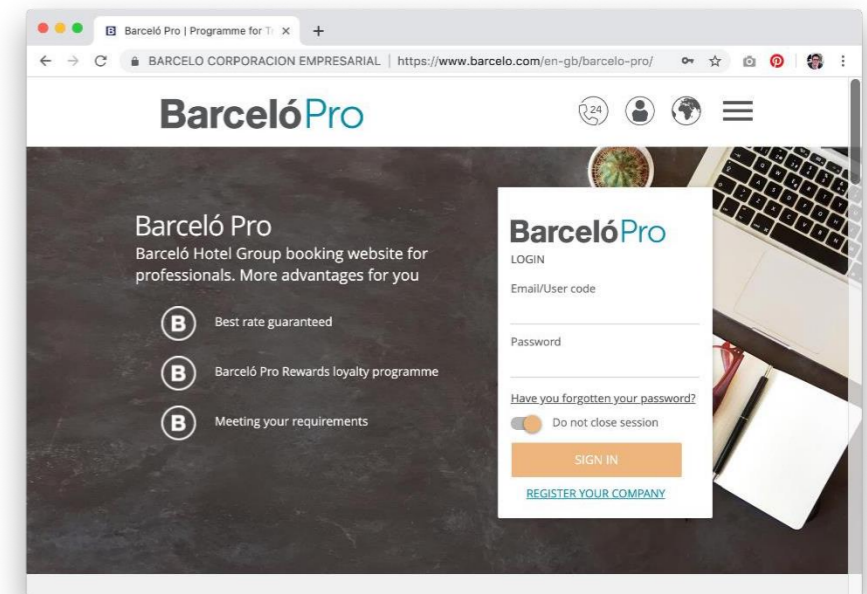 Barceló Pro | Programme for Tr
BARCELO CORPORACION EMPRESARIAL | https://www.barcelo.com/en-gb/barcelo-pro/
BarcelóPro
24
Barceló Pro
Barceló Hotel Group booking website for
professionals. More advantages for you
B Best rate guaranteed
B Barceló Pro Rewards loyalty programme
B Meeting your requirements
BarcelóPro
LOGIN
Email/User code
Password
Have you forgotten your password?
Do not close session
SIGN IN
REGISTER YOUR COMPANY